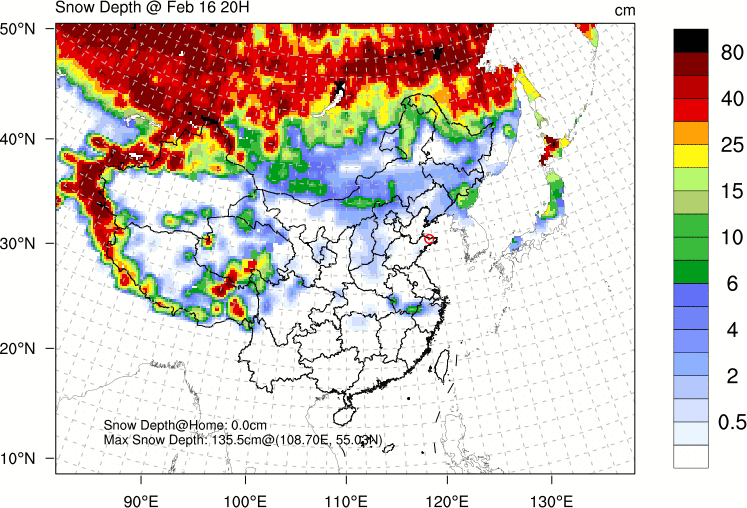 Snow Depth @ Feb 16 20H
cm
50°N
40°N
30°N
20°N
10°N
90°E
100°E
110°E
120°E
130°E
80
40
25
15
10
6
4
2
0.5
Snow Depth@Home: 0.0cm
Max Snow Depth: 135.5cm@(108.70E, 55.03N)